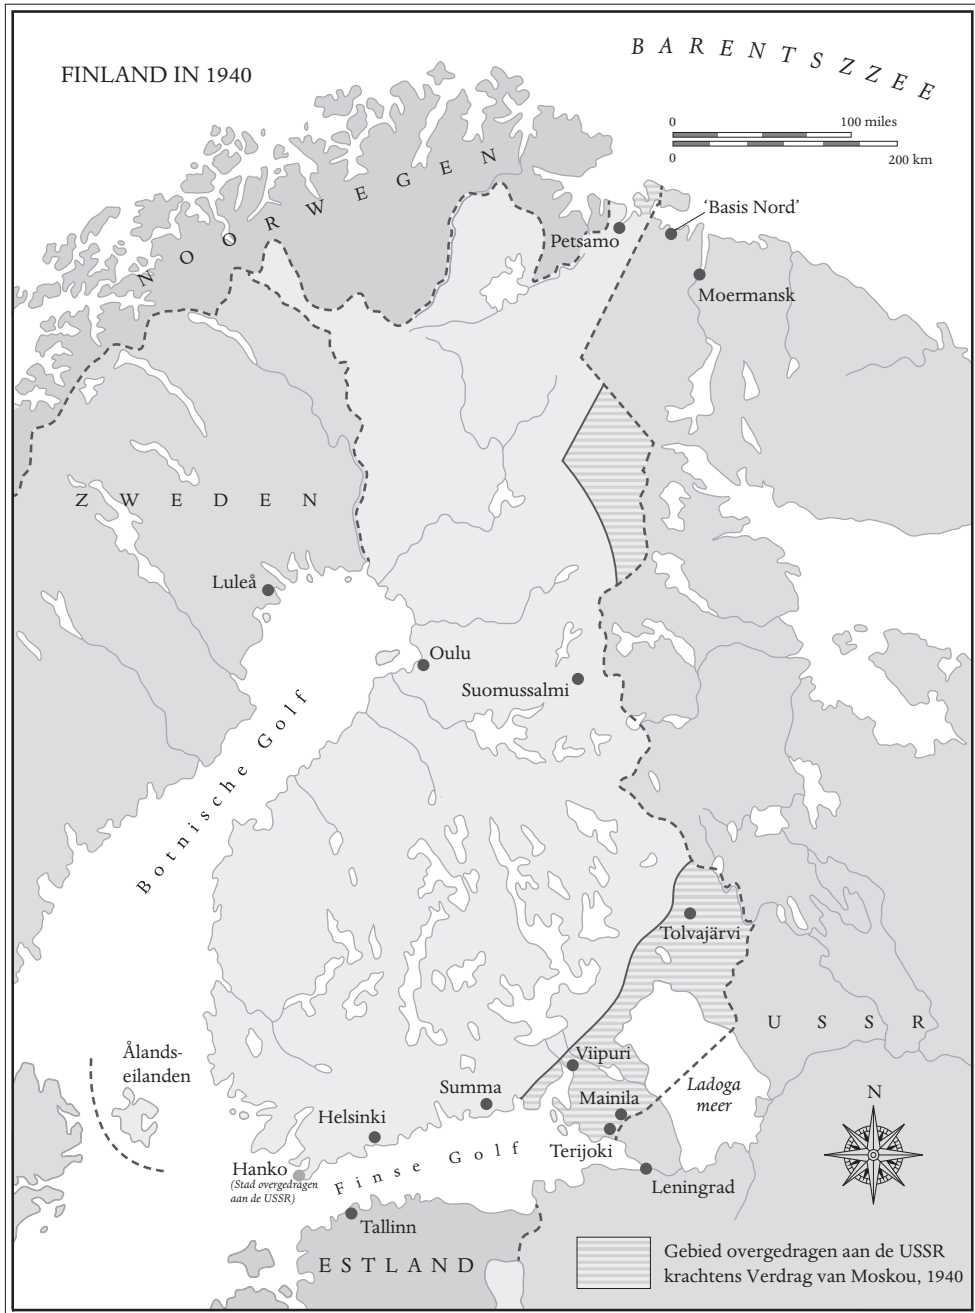 FINLAND IN 1940
BARENTSZZEE
0 100 miles
0 200 km
NOORWEGEN
'Basis Nord'
Petsamo
Moermansk
ZWEDEN
Luleå
Oulu
Suomussalmi
Botnische Golf
Tolvajärvi
USSR
Ålands-
eilanden
Viipuri
Ladoga
meer
Summa
Mainila
N
Helsinki
Terijoki
Finse Golf
Hanko
(Stad overgedragen
aan de USSR)
Leningrad
Tallinn
ESTLAND
Gebied overgedragen aan de USSR
krachtens Verdrag van Moskou, 1940